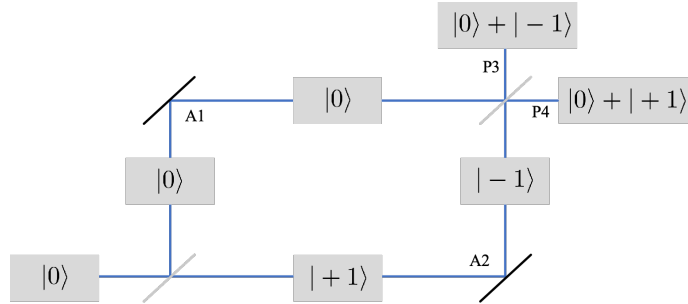 |0⟩ + | − 1⟩
P3
A1
|0⟩
P4
|0⟩ + | + 1⟩
|0⟩
| − 1⟩
|0⟩
| + 1⟩
A2